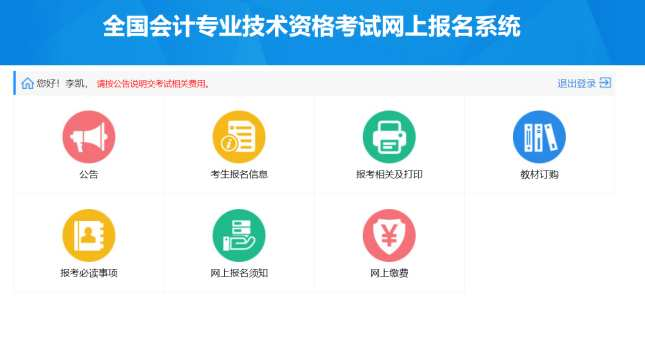 全国会计专业技术资格考试网上报名系统
您好！李凯， 请按公告说明交考试相关费用。 退出登录
公告 考生报名信息 报考相关及打印 教材订购
报考必读事项 网上报名须知 网上缴费